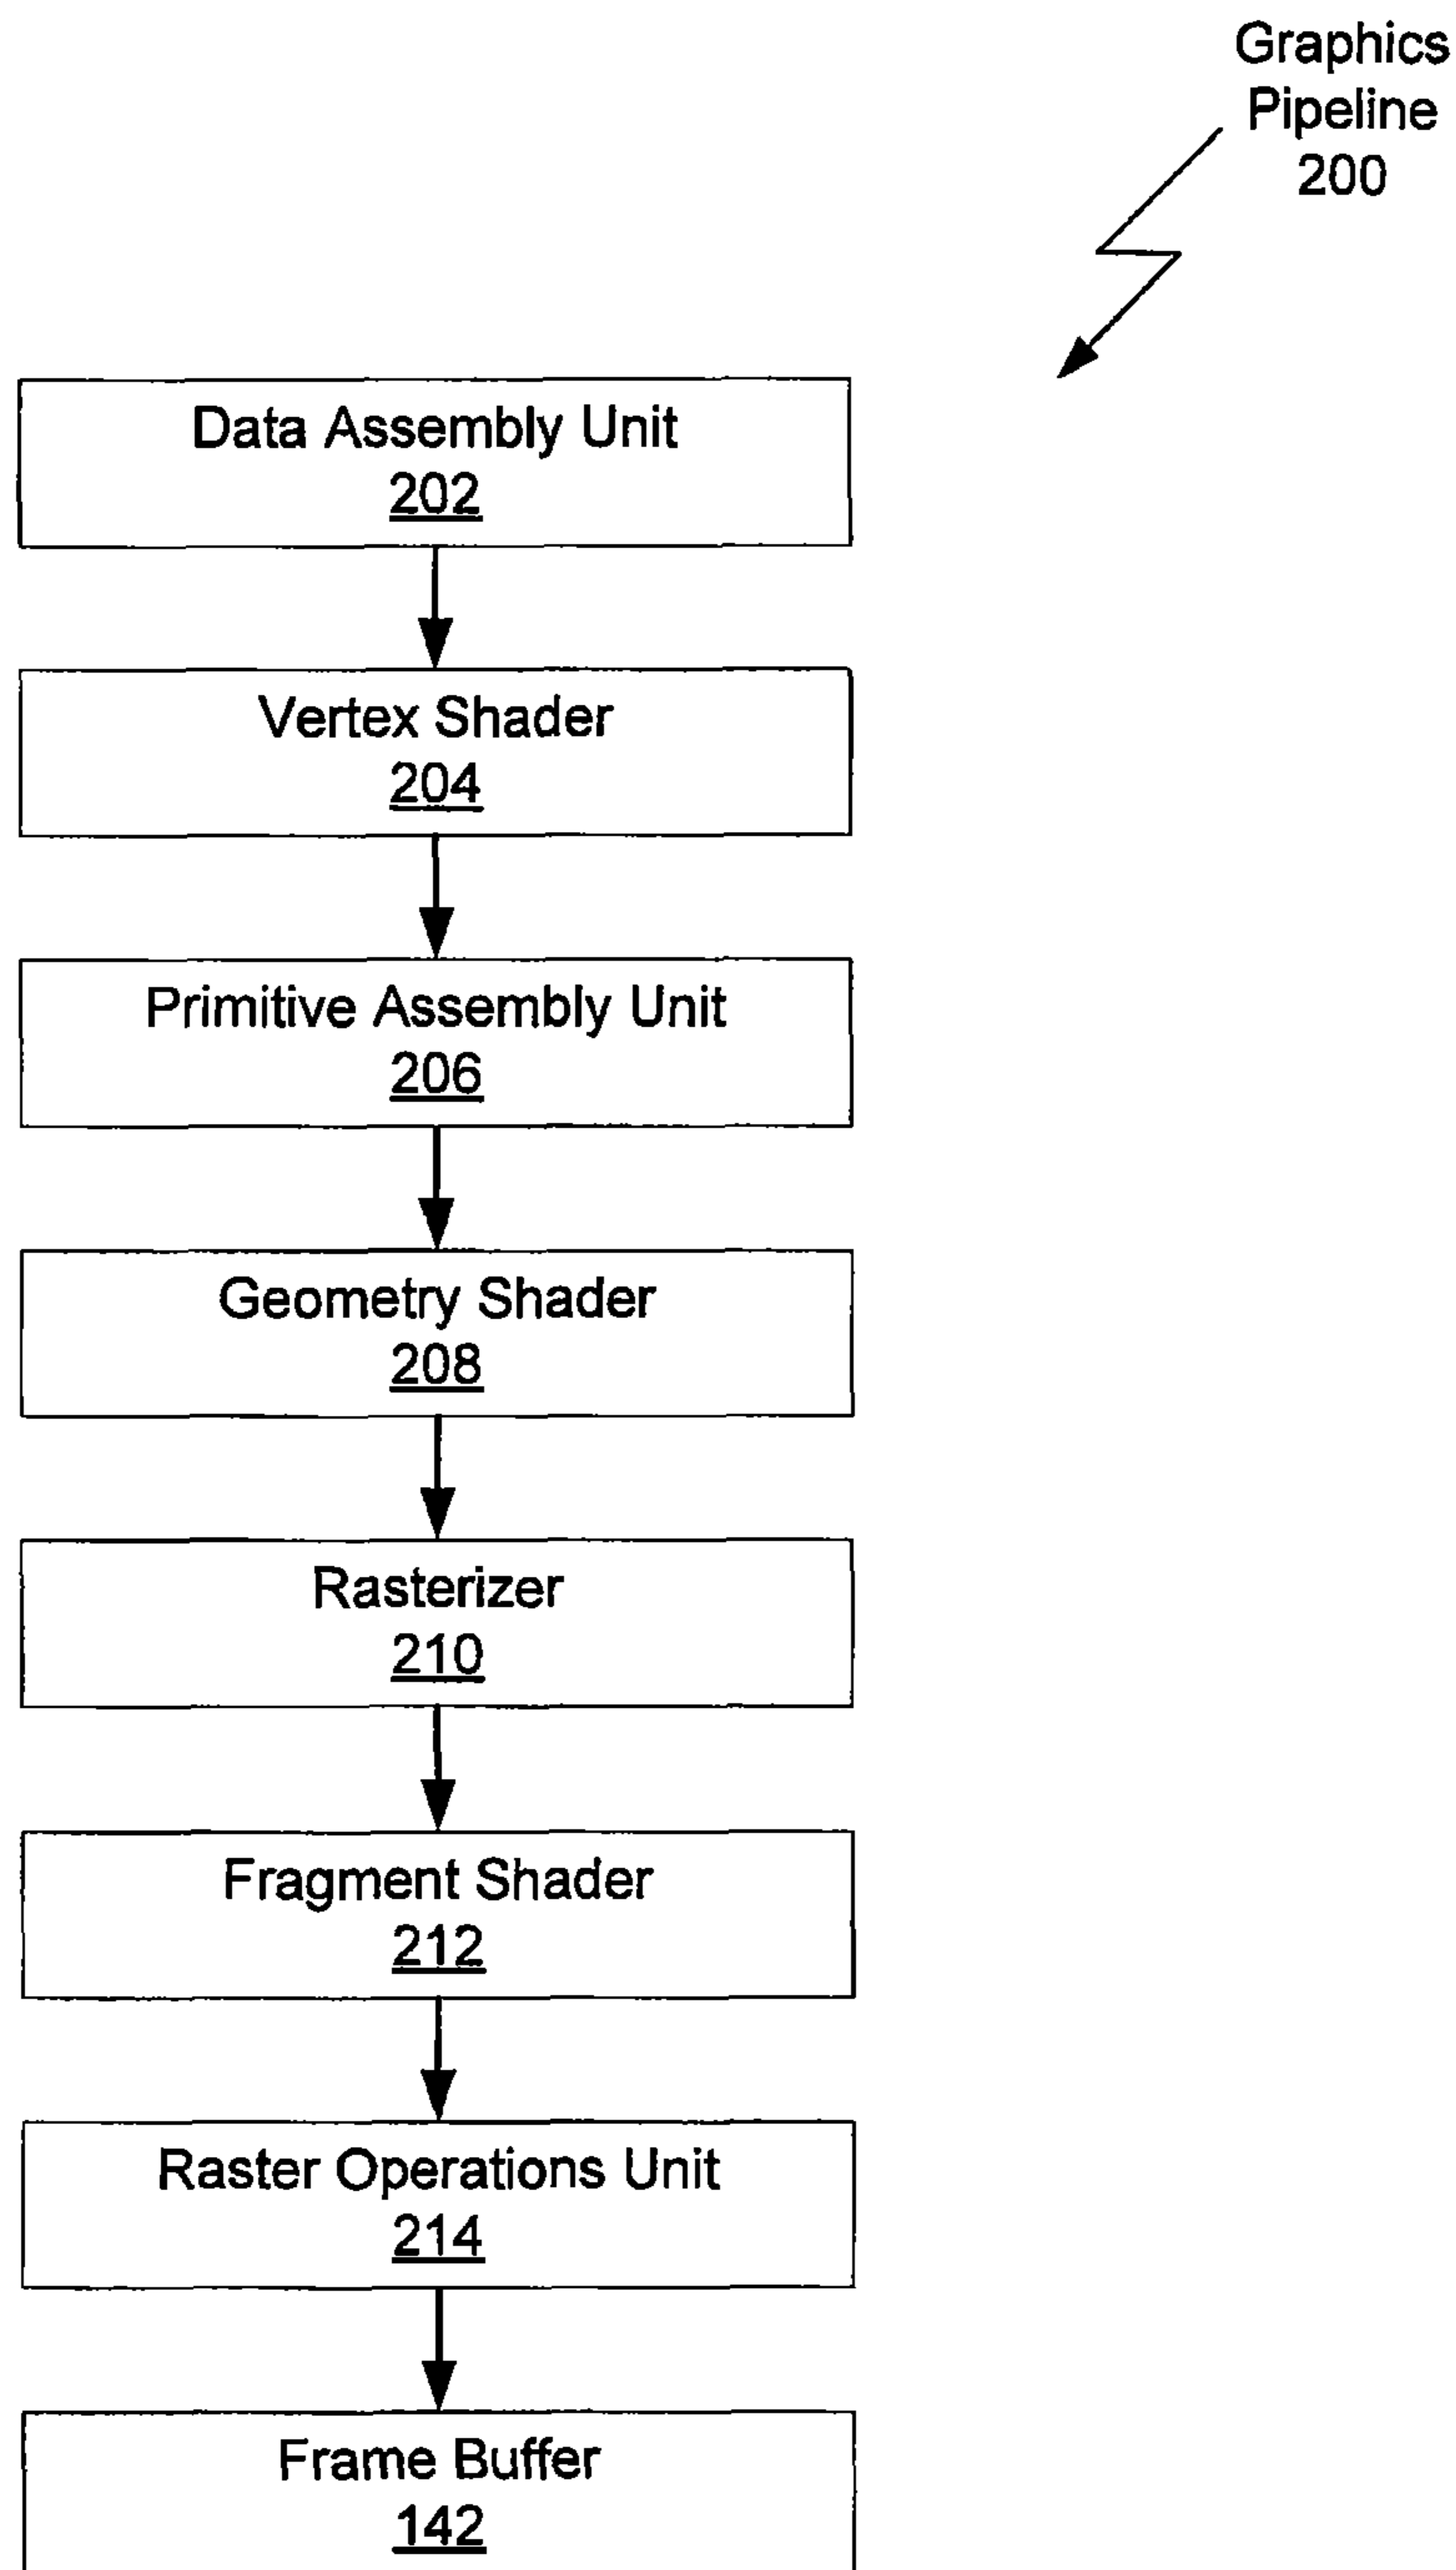 Graphics
Pipeline
200
Data Assembly Unit
202
Vertex Shader
204
Primitive Assembly Unit
206
Geometry Shader
208
Rasterizer
210
Fragment Shader
212
Raster Operations Unit
214
Frame Buffer
142